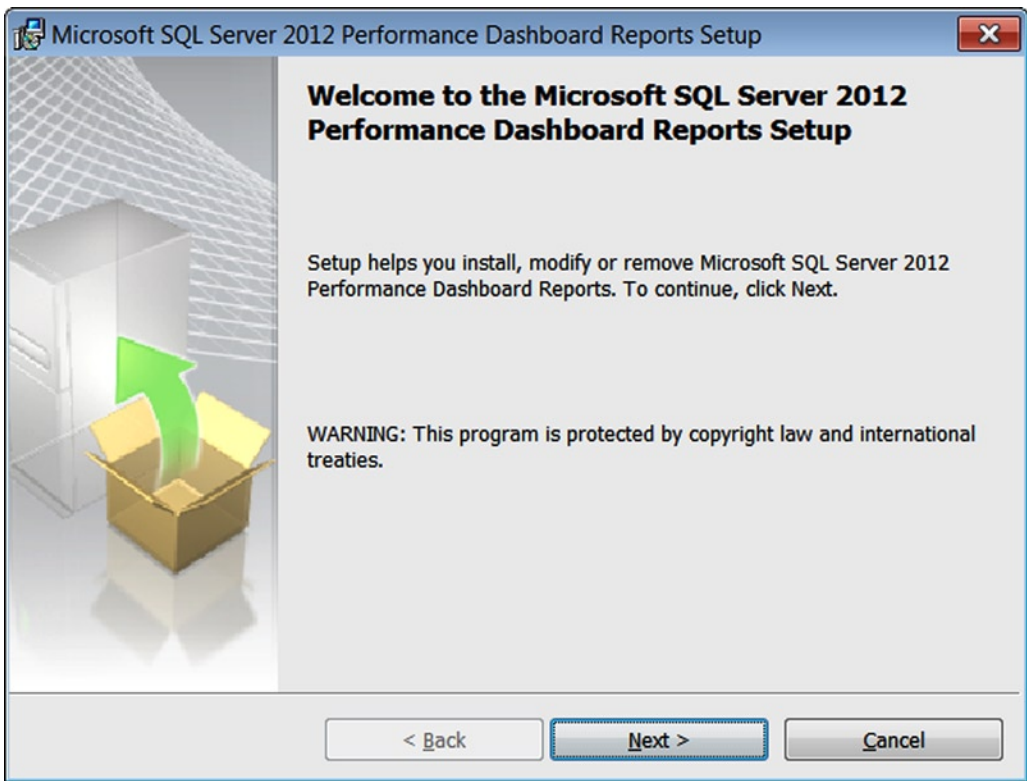 Microsoft SQL Server 2012 Performance Dashboard Reports Setup
Welcome to the Microsoft SQL Server 2012
Performance Dashboard Reports Setup
Setup helps you install, modify or remove Microsoft SQL Server 2012
Performance Dashboard Reports. To continue, click Next.
WARNING: This program is protected by copyright law and international
treaties.
< Back
Next >
Cancel